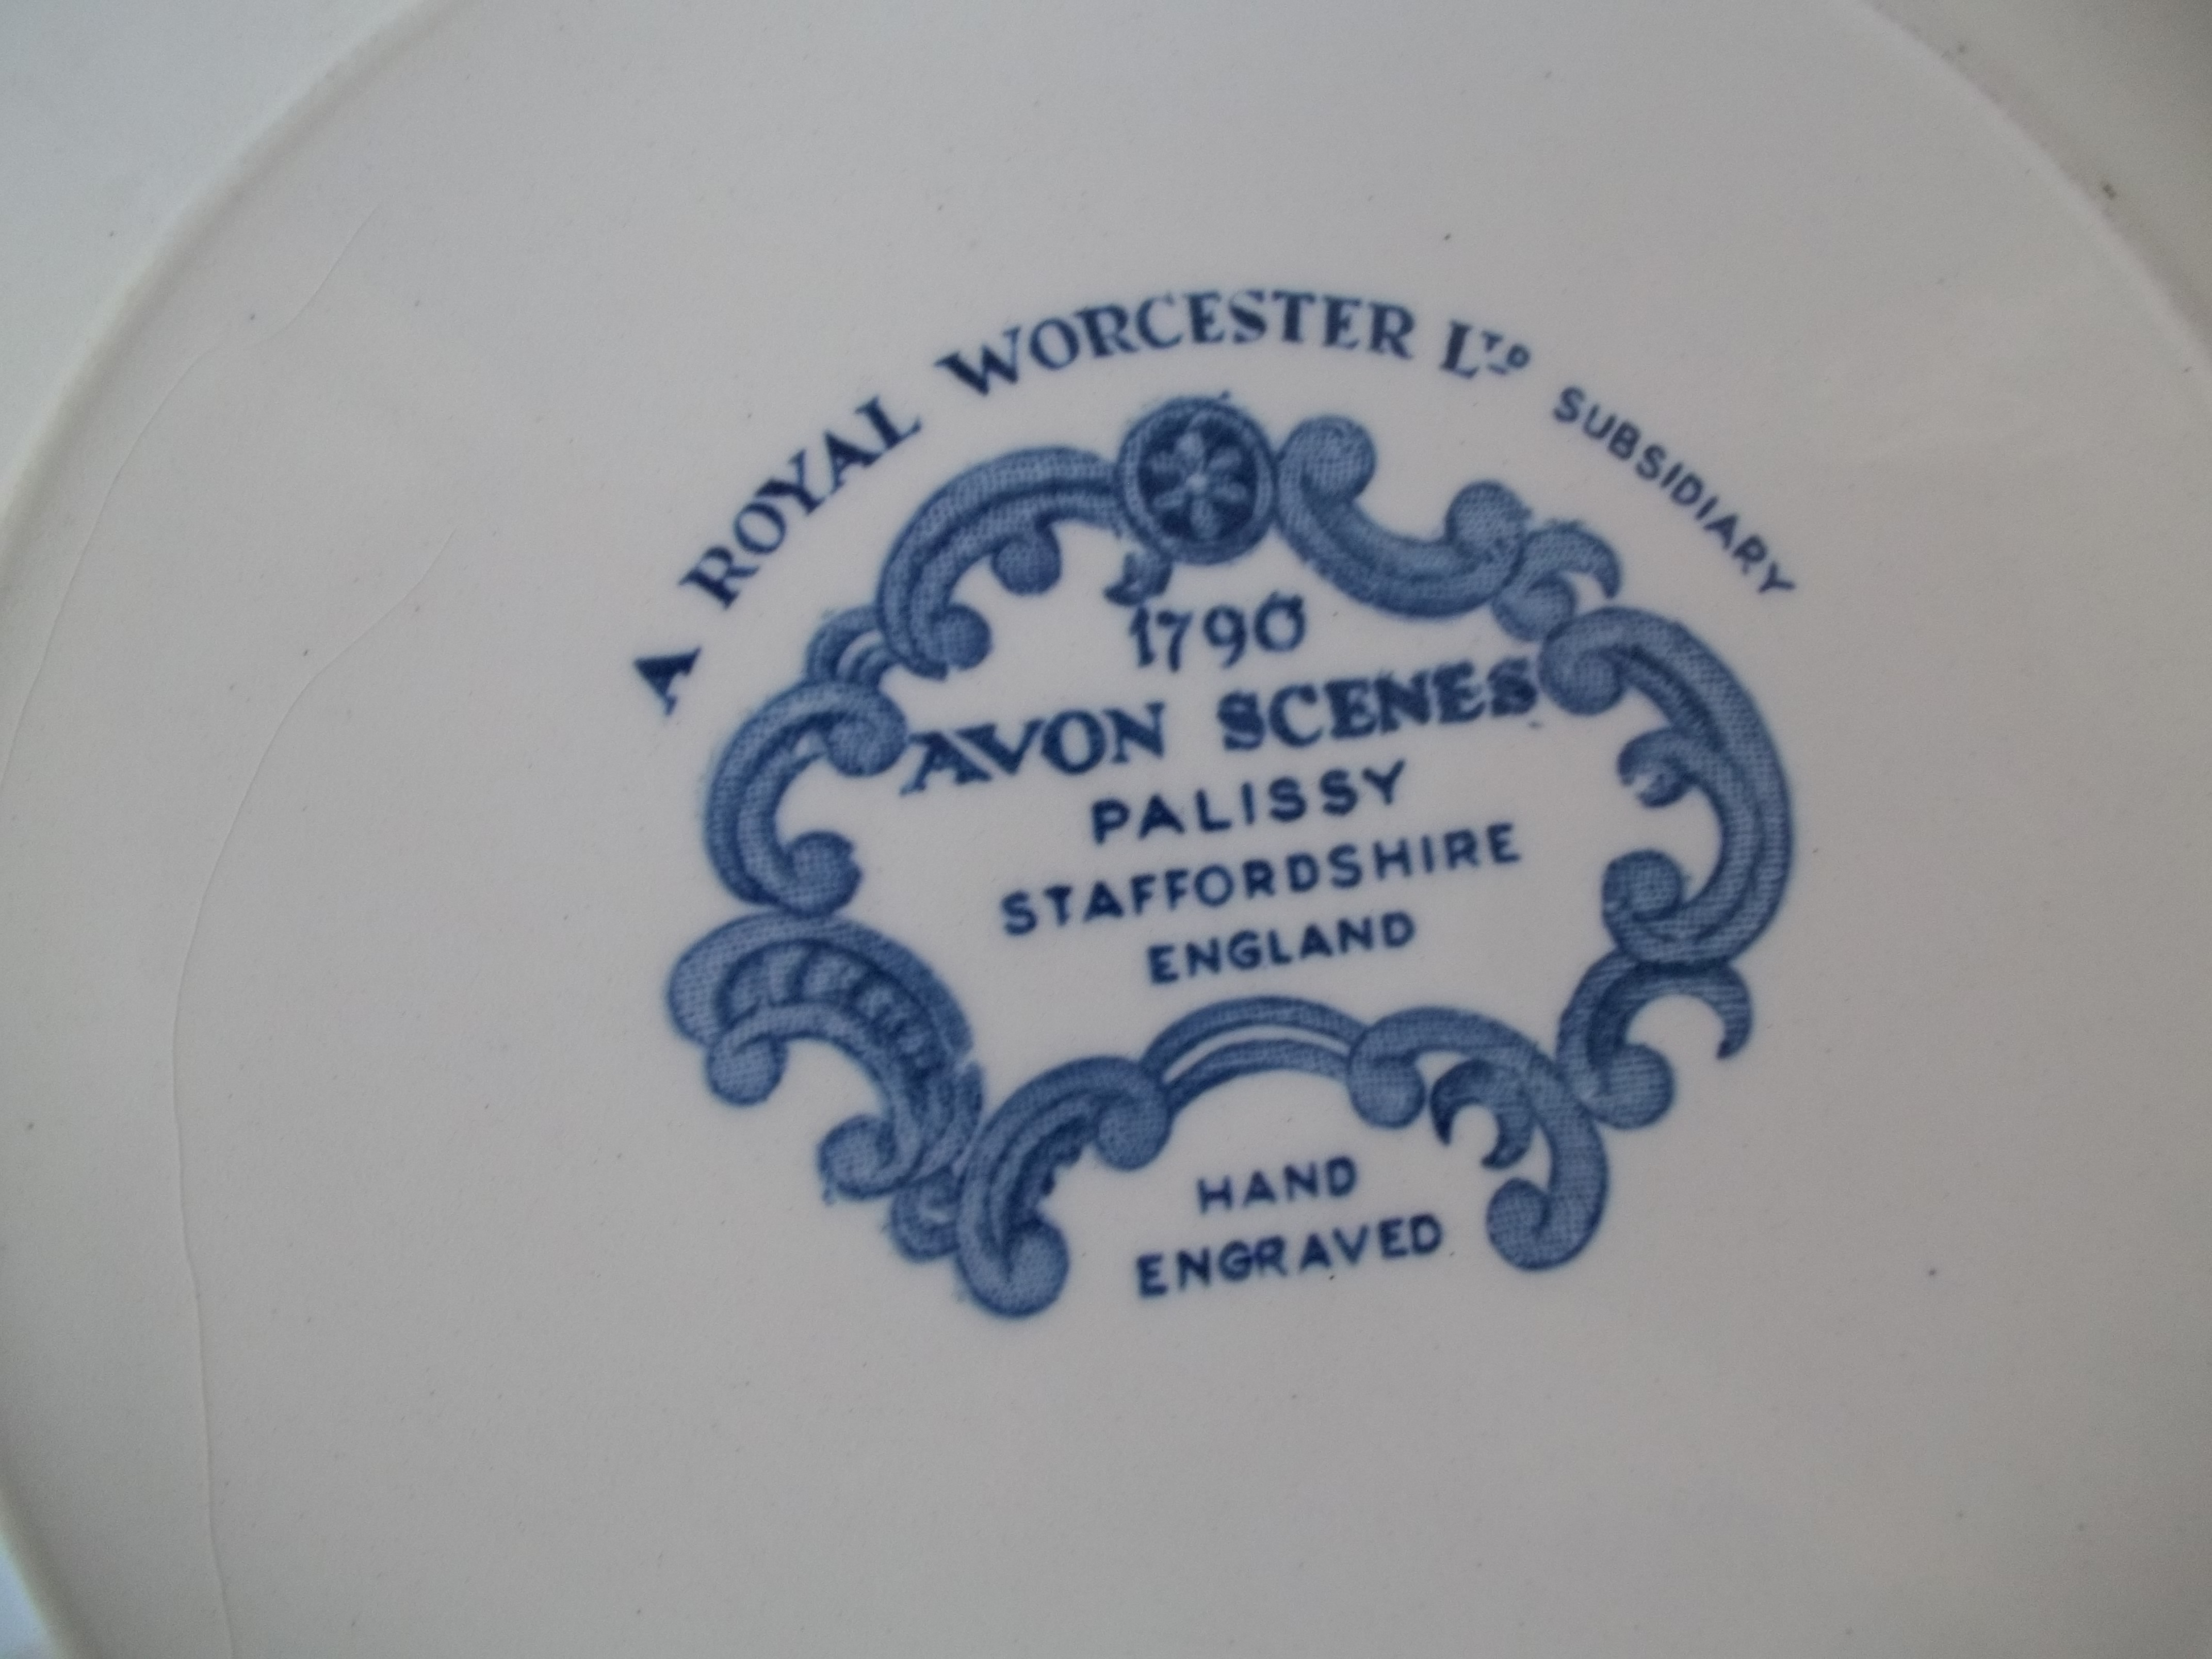 A ROYAL WORCESTER LTD SUBSIDIARY
1790
AVON SCENES
PALISSY
STAFFORDSHIRE
ENGLAND
HAND
ENGRAVED